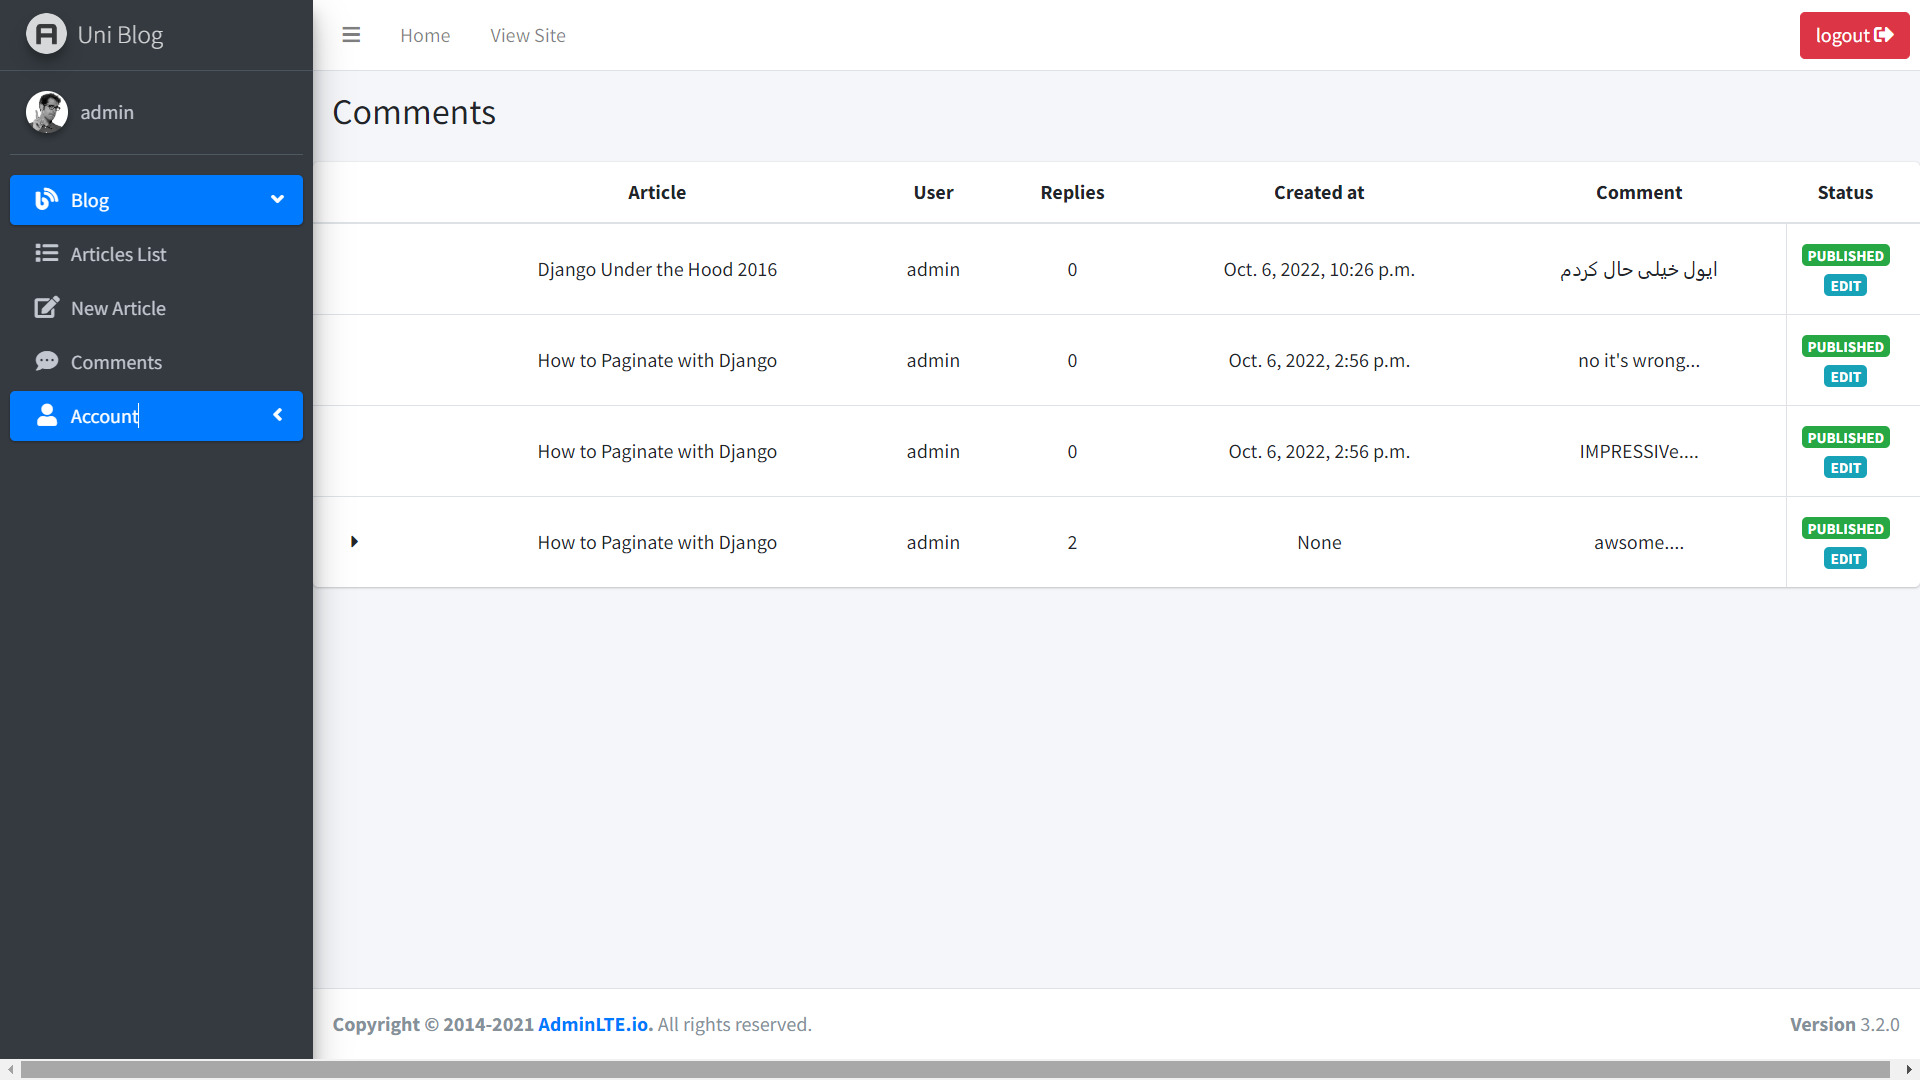 Uni Blog
Home
View Site
logout
admin
Comments
Blog
Articles List
New Article
Comments
Account
Article User Replies Created at Comment Status
Django Under the Hood 2016 admin 0 Oct. 6, 2022, 10:26 p.m. ایول خیلی حال کردم PUBLISHED
EDIT
How to Paginate with Django admin 0 Oct. 6, 2022, 2:56 p.m. no it's wrong... PUBLISHED
EDIT
How to Paginate with Django admin 0 Oct. 6, 2022, 2:56 p.m. IMPRESSIVe.... PUBLISHED
EDIT
How to Paginate with Django admin 2 None awsome.... PUBLISHED
EDIT
Copyright © 2014-2021 AdminLTE.io. All rights reserved.
Version 3.2.0